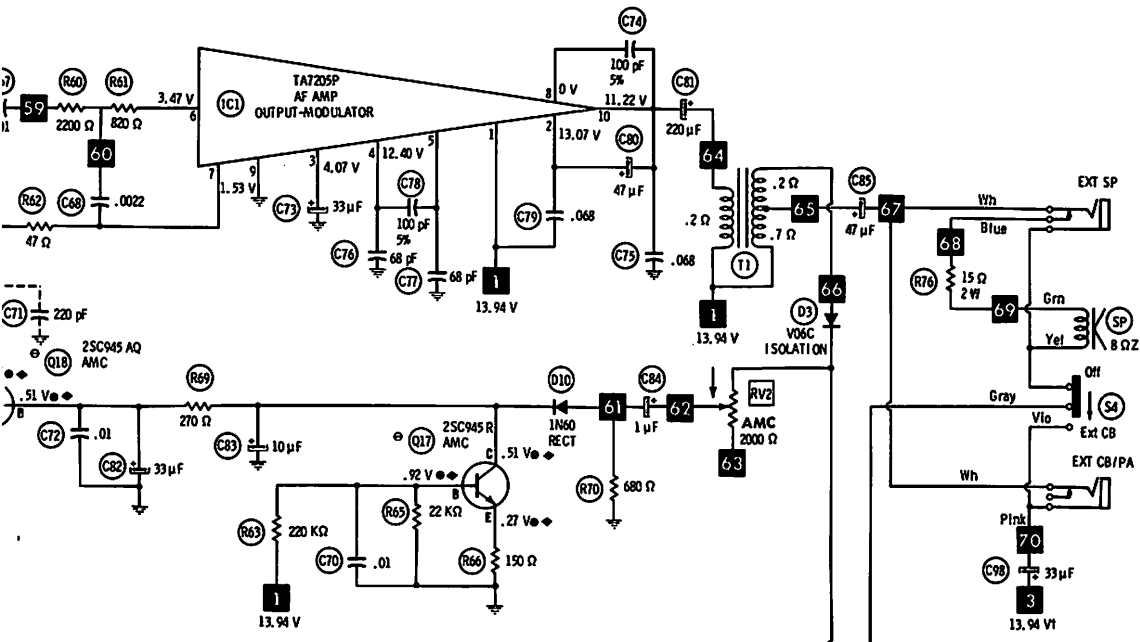 C74
100 pF
5%
C81
220 µF
R60
2200 Ω
R61
820 Ω
59
60
3.47 V
6
IC1
TA7205P
AF AMP
OUTPUT-MODULATOR
8
0 V
11.22 V
10
2
13.07 V
1
5
4
12.40 V
3
4.07 V
9
7
1.53 V
C80
47 µF
64
R62
47 Ω
C68
.0022
C73
33µF
C78
100 pF
5%
C76
68 pF
C77
68 pF
C79
.068
C75
.068
1
13.94 V
.2 Ω
.2 Ω
.7 Ω
T1
65
C85
47 µF
67
66
1
13.94 V
D3
V06C
ISOLATION
EXT SP
Wh
Blue
68
R76
15 Ω
2 W
69
Grn
Yel
SP
8 ΩZ
Off
Gray
S4
Vio
Ext CB
EXT CB/PA
Wh
Pink
70
C98
33µF
3
13.94 Vt
C71
220 pF
Q18
2SC945 AQ
AMC
.51 V
B
C72
.01
C82
33µF
R69
270 Ω
C83
10µF
Q17
2SC945 R
AMC
C
.51 V
.92 V
B
E
.27 V
D10
1N60
RECT
61
C84
1 µF
62
RV2
AMC
2000 Ω
63
R70
680 Ω
R63
220 KΩ
C70
.01
R65
22 KΩ
R66
150 Ω
1
13.94 V